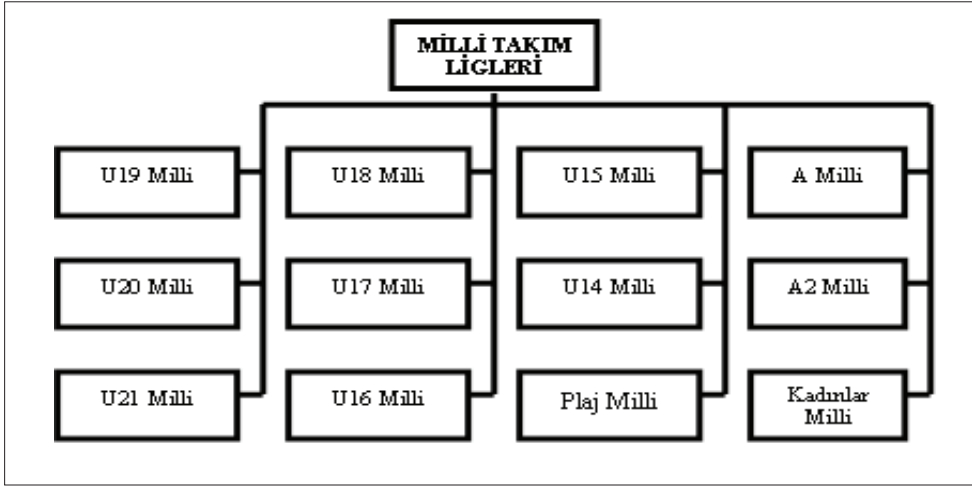 MİLLİ TAKIM
LİGLERİ
U19 Milli
U18 Milli
U15 Milli
A Milli
U20 Milli
U17 Milli
U14 Milli
A2 Milli
U21 Milli
U16 Milli
Plaj Milli
Kadınlar
Milli